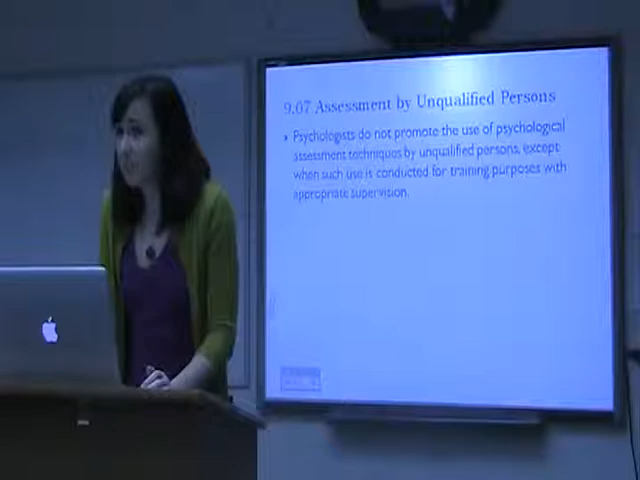 9.07 Assessment by Unqualified Persons
Psychologists do not promote the use of psychological
assessment techniques by unqualified persons, except
when such use is conducted for training purposes with
appropriate supervision.